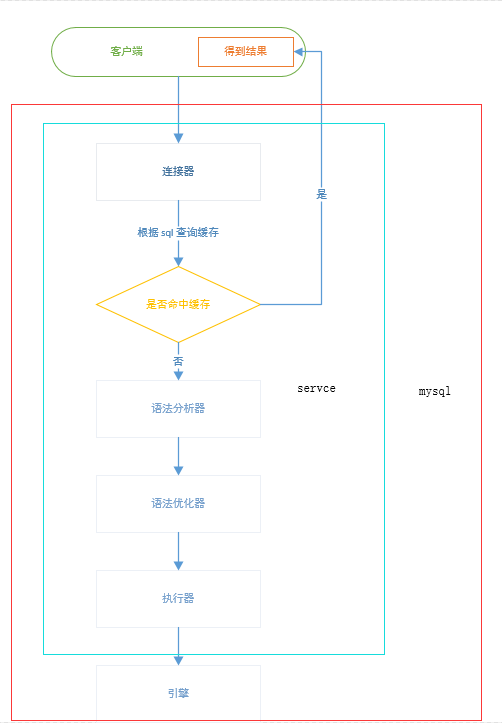 客户端
得到结果
连接器
是
根据 sql 查询缓存
是否命中缓存
否
servce
mysql
语法分析器
语法优化器
执行器
引擎